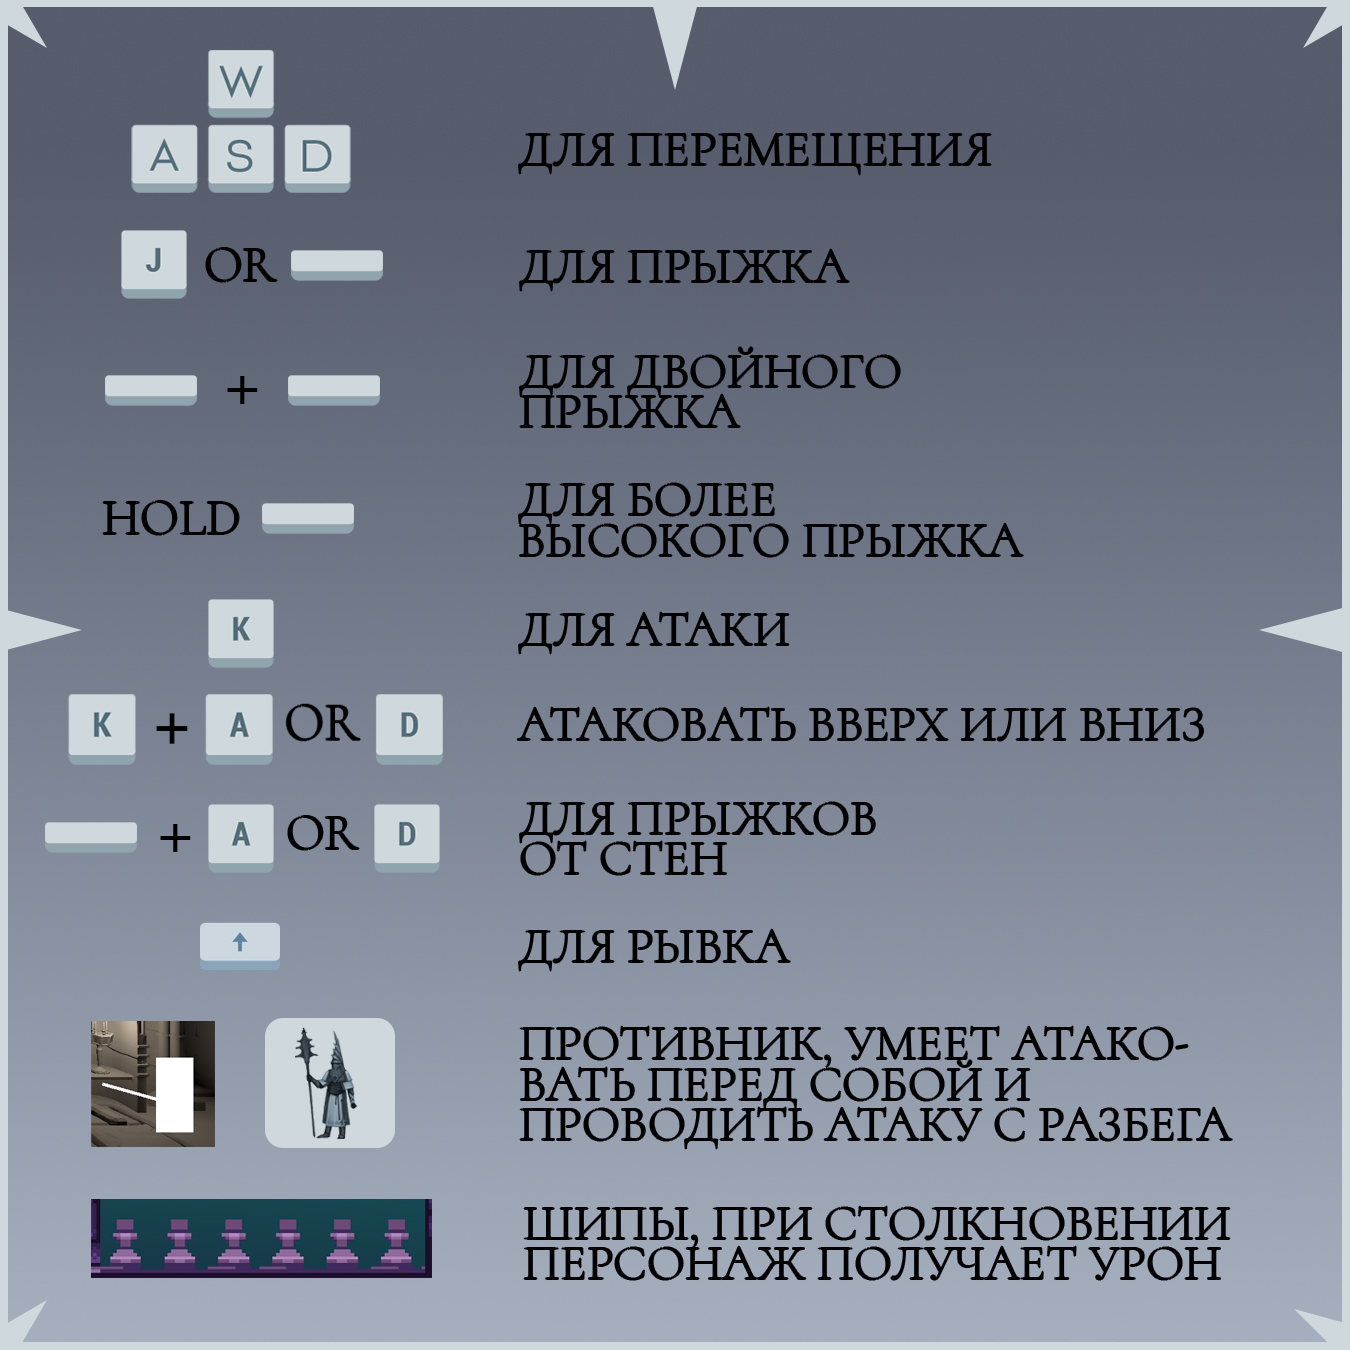 W
A S D
ДЛЯ ПЕРЕМЕЩЕНИЯ
J OR
ДЛЯ ПРЫЖКА
+
ДЛЯ ДВОЙНОГО
ПРЫЖКА
HOLD
ДЛЯ БОЛЕЕ
ВЫСОКОГО ПРЫЖКА
K
ДЛЯ АТАКИ
K + A OR D
АТАКОВАТЬ ВВЕРХ ИЛИ ВНИЗ
+ A OR D
ДЛЯ ПРЫЖКОВ
ОТ СТЕН
ДЛЯ РЫВКА
ПРОТИВНИК, УМЕЕТ АТАКО-
ВАТЬ ПЕРЕД СОБОЙ И
ПРОВОДИТЬ АТАКУ С РАЗБЕГА
ШИПЫ, ПРИ СТОЛКНОВЕНИИ
ПЕРСОНАЖ ПОЛУЧАЕТ УРОН